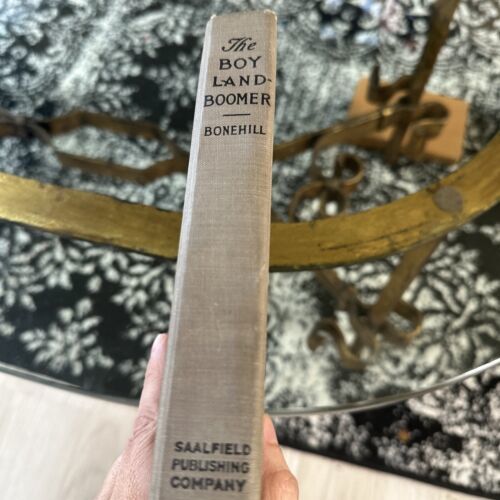 The
BOY
LAND-
BOOMER
BONEHILL
SAALFIELD
PUBLISHING
COMPANY